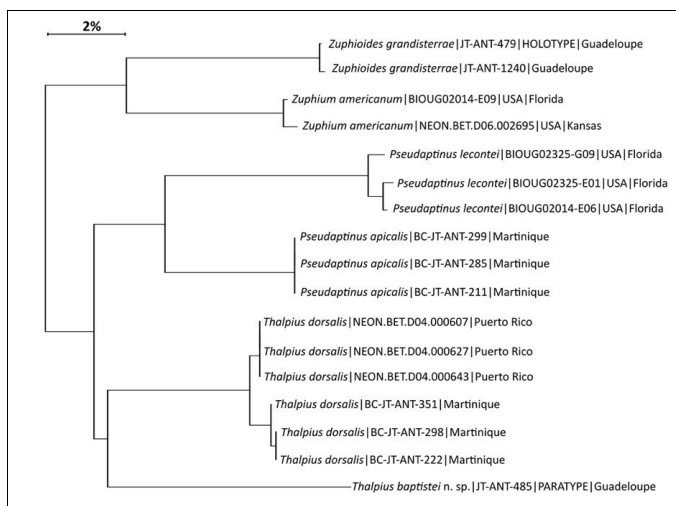 2%
Zuphioides grandisterrae|JT-ANT-479|HOLOTYPE|Guadeloupe
Zuphioides grandisterrae|JT-ANT-1240|Guadeloupe
Zuphium americanum|BIOUG02014-E09|USA|Florida
Zuphium americanum|NEON.BET.D06.002695|USA|Kansas
Pseudaptinus lecontei|BIOUG02325-G09|USA|Florida
Pseudaptinus lecontei|BIOUG02325-E01|USA|Florida
Pseudaptinus lecontei|BIOUG02014-E06|USA|Florida
Pseudaptinus apicalis|BC-JT-ANT-299|Martinique
Pseudaptinus apicalis|BC-JT-ANT-285|Martinique
Pseudaptinus apicalis|BC-JT-ANT-211|Martinique
Thalpius dorsalis|NEON.BET.D04.000607|Puerto Rico
Thalpius dorsalis|NEON.BET.D04.000627|Puerto Rico
Thalpius dorsalis|NEON.BET.D04.000643|Puerto Rico
Thalpius dorsalis|BC-JT-ANT-351|Martinique
Thalpius dorsalis|BC-JT-ANT-298|Martinique
Thalpius dorsalis|BC-JT-ANT-222|Martinique
Thalpius baptistei n. sp.|JT-ANT-485|PARATYPE|Guadeloupe